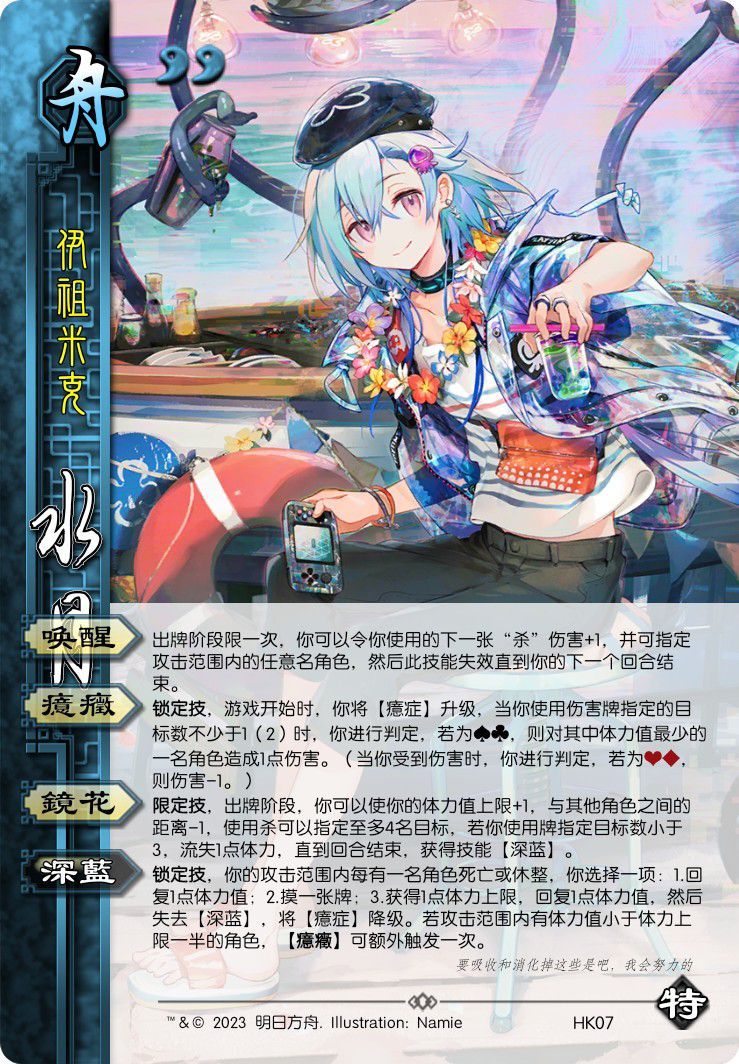 舟
伊祖米克
水月
唤醒
出牌阶段限一次，你可以令你使用的下一张“杀”伤害+1，并可指定
攻击范围内的任意名角色，然后此技能失效直到你的下一个回合结
束。
癔癥
锁定技，游戏开始时，你将【癔症】升级，当你使用伤害牌指定的目
标数不少于1（2）时，你进行判定，若为♠♣，则对其中体力值最少的
一名角色造成1点伤害。（当你受到伤害时，你进行判定，若为♥♦，
则伤害-1。）
鏡花
限定技，出牌阶段，你可以使你的体力值上限+1，与其他角色之间的
距离-1，使用杀可以指定至多4名目标，若你使用牌指定目标数小于
3，流失1点体力，直到回合结束，获得技能【深蓝】。
深藍
锁定技，你的攻击范围内每有一名角色死亡或休整，你选择一项：1.回
复1点体力值；2.摸一张牌；3.获得1点体力上限，回复1点体力值，然后
失去【深蓝】，将【癔症】降级。若攻击范围内有体力值小于体力上
限一半的角色，【癔癥】可额外触发一次。
要吸收和消化掉这些是吧，我会努力的
特
™&© 2023 明日方舟. Illustration: Namie
HK07